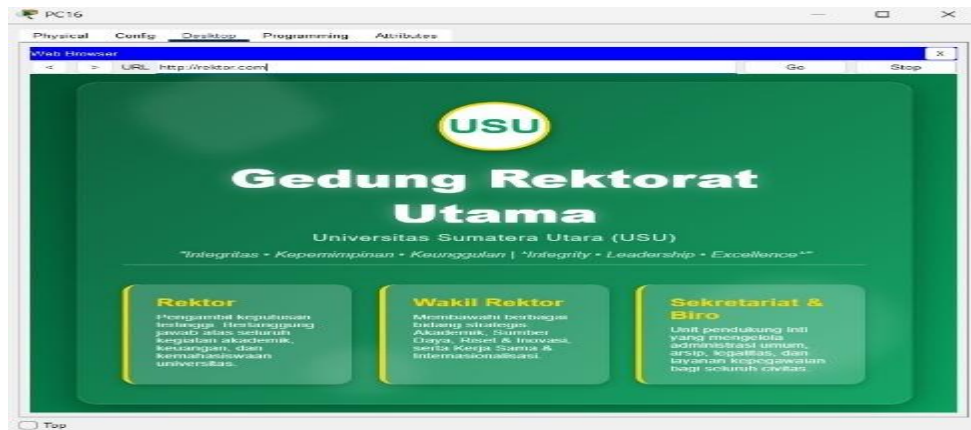 PC16
Physical Config Desktop Programming Attributes
Web Browser X
< > URL http://rektor.com Go Stop
USU
Gedung Rektorat
Utama
Universitas Sumatera Utara (USU)
"Integritas • Kepemimpinan • Keunggulan | "Integrity • Leadership • Excellence""
Rektor
Pengambil keputusan
tertinggi. Bertanggung
jawab atas seluruh
kegiatan akademik,
keuangan, dan
kemahasiswaan
universitas.
Wakil Rektor
Membawahi berbagai
bidang strategis
Akademik, Sumber
Daya, Riset & Inovasi,
serta Kerja Sama &
Internasionalisasi.
Sekretariat &
Biro
Unit pendukung inti
yang mengelola
administrasi umum,
arsip, legalitas, dan
layanan kepegawaian
bagi seluruh civitas.
Top